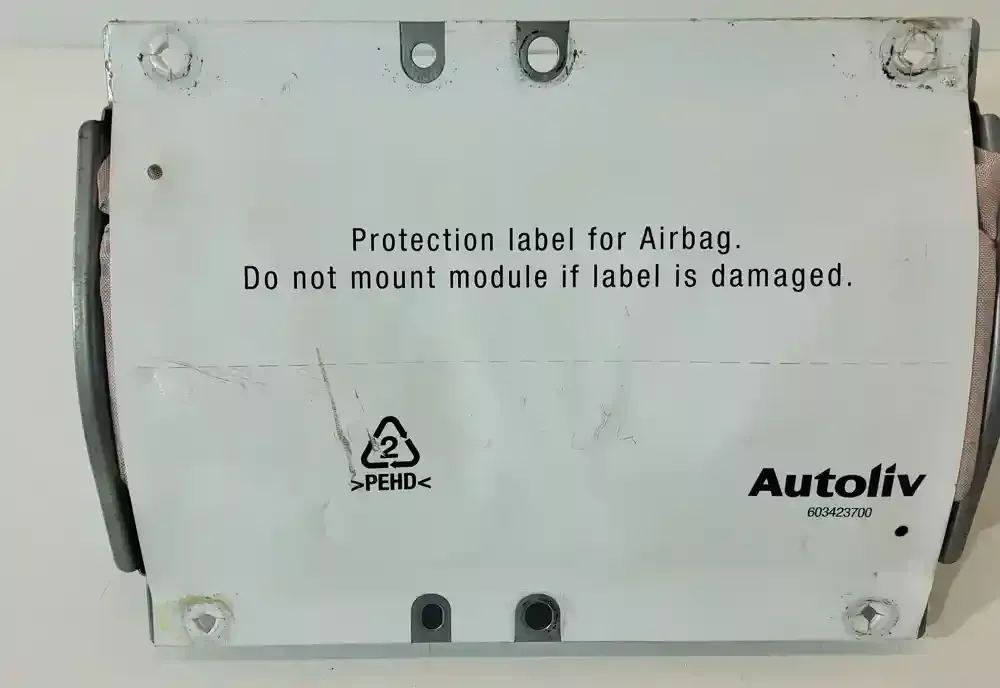 Protection label for Airbag.
Do not mount module if label is damaged.
2
>PEHD<
Autoliv
603423700